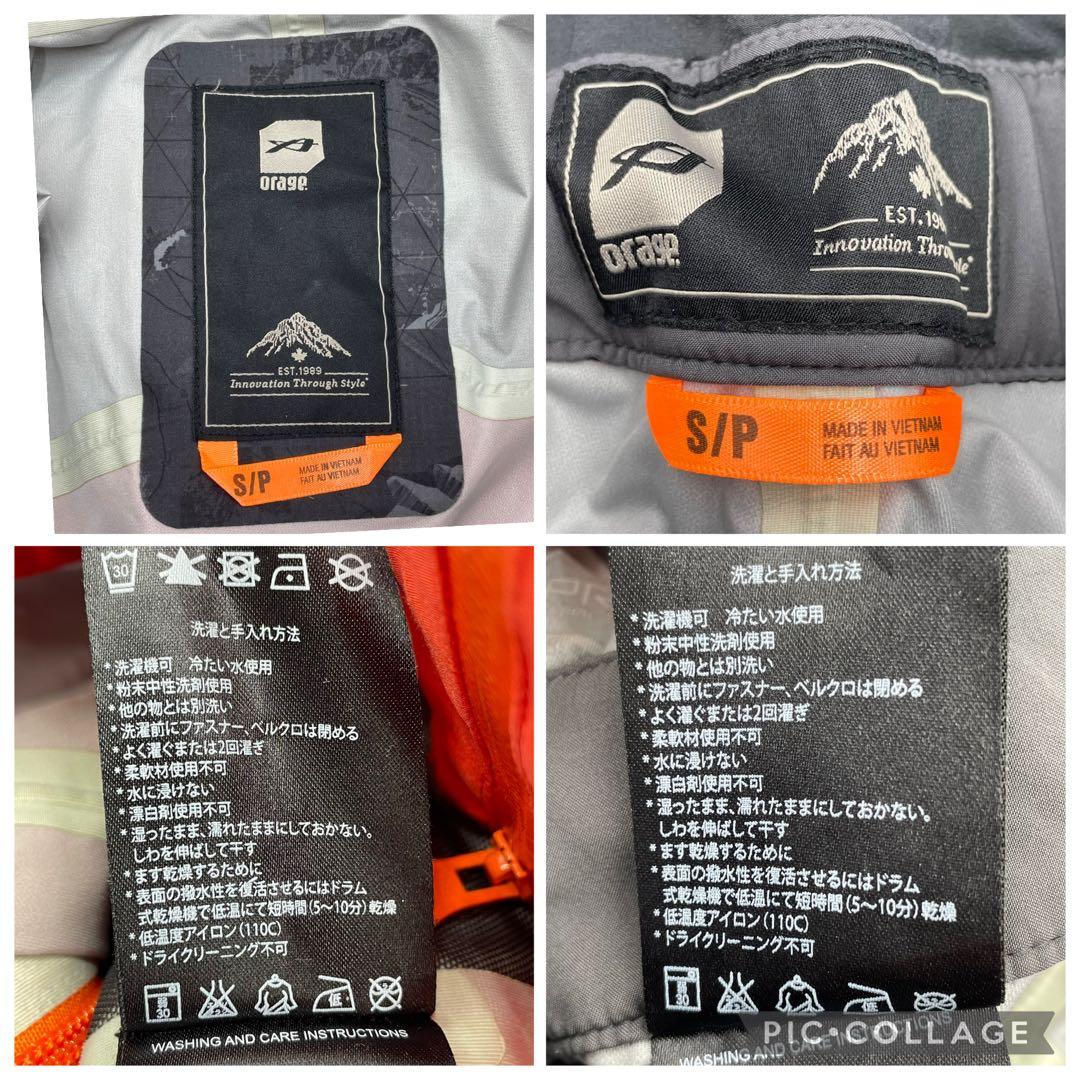 orage
EST.1989
Innovation Through Style
S/P
MADE IN VIETNAM
FAIT AU VIETNAM
orage
EST.198
Innovation Through
S/P
MADE IN VIETNAM
FAIT AU VIETNAM
30
洗濯と手入れ方法
*洗濯機可 冷たい水使用
*粉末中性洗剤使用
*他の物とは別洗い
*洗濯前にファスナー、ベルクロは閉める
*よく濯ぐまたは2回濯ぎ
*柔軟材使用不可
*水に浸けない
*漂白剤使用不可
*湿ったまま、濡れたままにしておかない。
しわを伸ばして干す
*ます乾燥するために
*表面の撥水性を復活させるにはドラム
式乾燥機で低温にて短時間(5〜10分)乾燥
*低温度アイロン(110C)
*ドライクリーニング不可
弱
30
低
WASHING AND CARE INSTRUCTIONS
洗濯と手入れ方法
*洗濯機可 冷たい水使用
*粉末中性洗剤使用
*他の物とは別洗い
*洗濯前にファスナー、ベルクロは閉める
*よく濯ぐまたは2回濯ぎ
*柔軟材使用不可
*水に浸けない
*漂白剤使用不可
*湿ったまま、濡れたままにしておかない。
しわを伸ばして干す
*ます乾燥するために
*表面の撥水性を復活させるにはドラム
式乾燥機で低温にて短時間(5〜10分)乾燥
*低温度アイロン(110C)
*ドライクリーニング不可
弱
30
低
WASHING AND CARE INSTRUCTIONS
PIC•COLLAGE